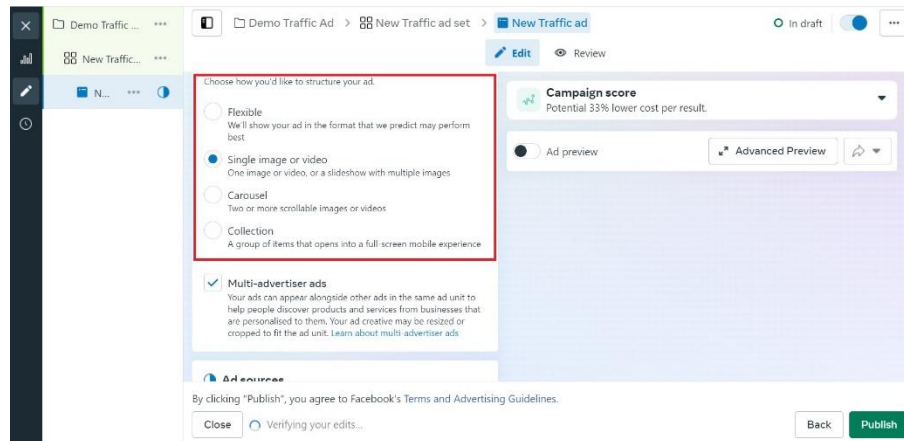 Demo Traffic ...
New Traffic...
N...
Demo Traffic Ad > New Traffic ad set > New Traffic ad
In draft
Edit
Review
Choose how you'd like to structure your ad.
Flexible
We'll show your ad in the format that we predict may perform
best
Single image or video
One image or video, or a slideshow with multiple images
Carousel
Two or more scrollable images or videos
Collection
A group of items that opens into a full-screen mobile experience
Multi-advertiser ads
Your ads can appear alongside other ads in the same ad unit to
help people discover products and services from businesses that
are personalised to them. Your ad creative may be resized or
cropped to fit the ad unit. Learn about multi-advertiser ads
Ad sources
Campaign score
Potential 33% lower cost per result.
Ad preview
Advanced Preview
By clicking "Publish", you agree to Facebook's Terms and Advertising Guidelines.
Close
Verifying your edits...
Back
Publish